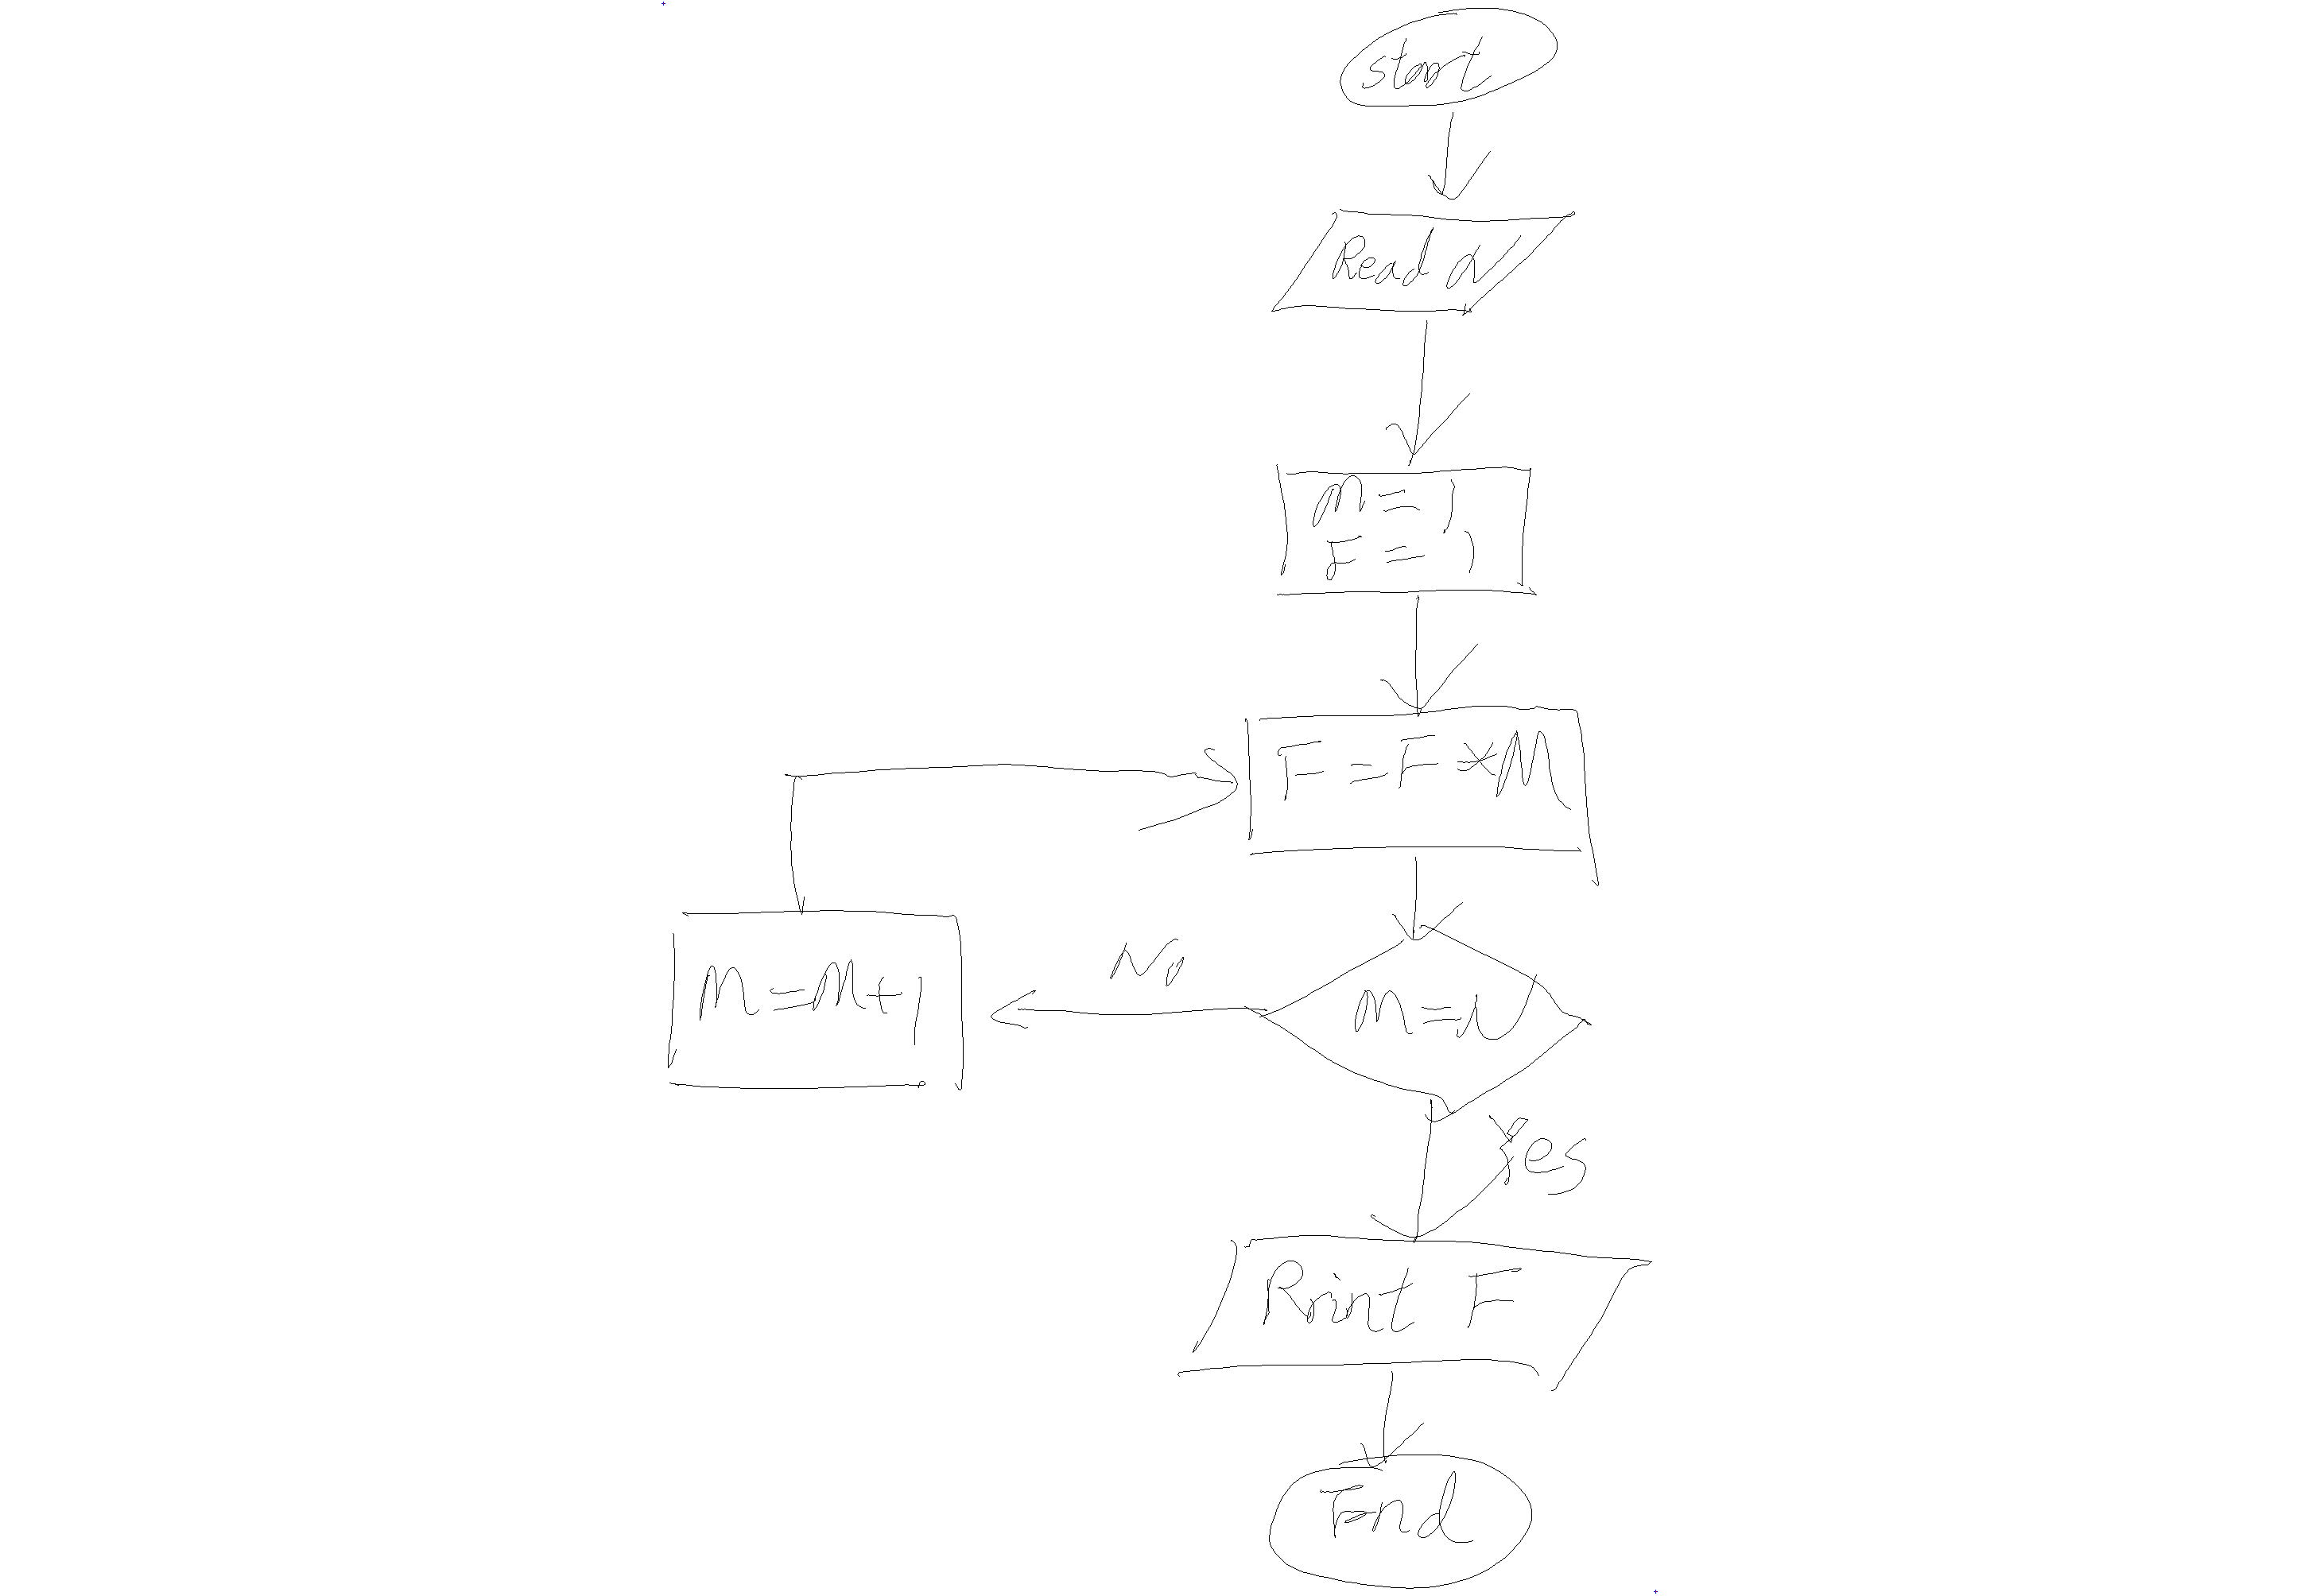 start
Read N
M = 1
F = 1
F = F * M
No
M = M + 1
M = N
Yes
Print F
End